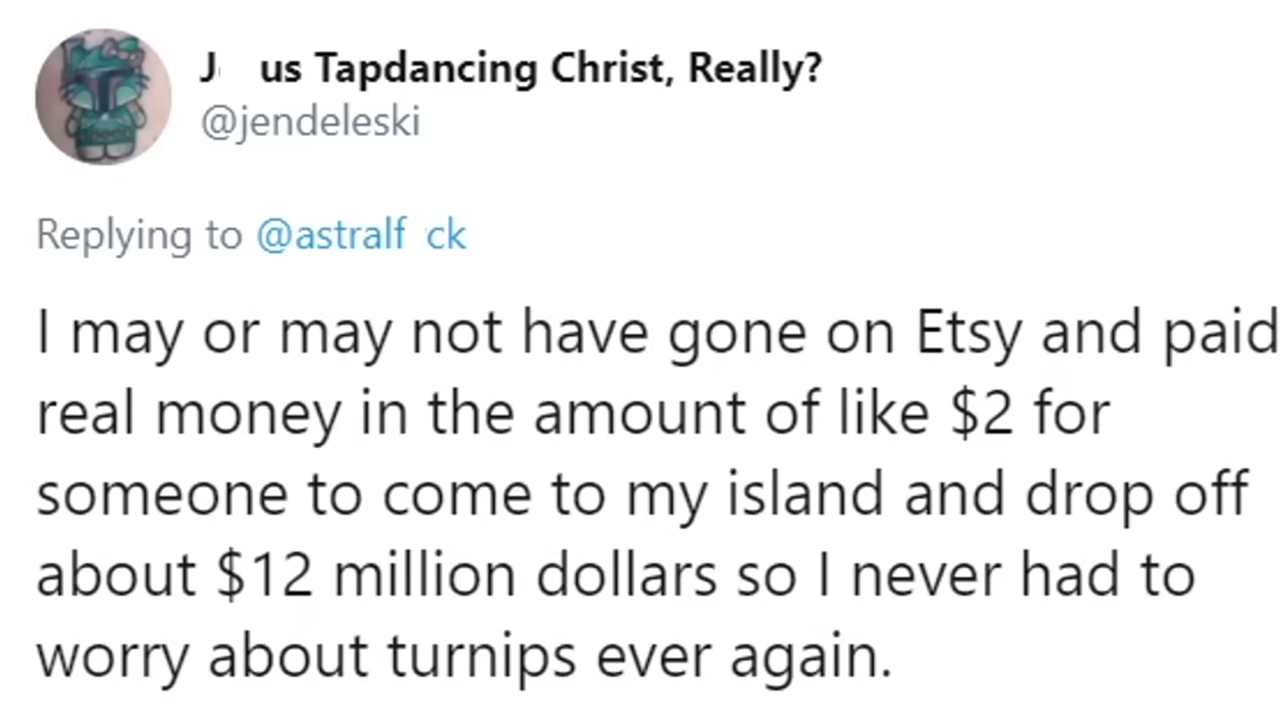 J us Tapdancing Christ, Really?
@jendeleski
Replying to @astralf ck
I may or may not have gone on Etsy and paid
real money in the amount of like $2 for
someone to come to my island and drop off
about $12 million dollars so I never had to
worry about turnips ever again.